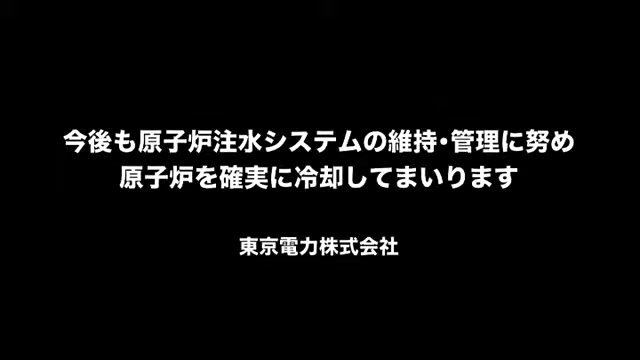 今後も原子炉注水システムの維持・管理に努め
原子炉を確実に冷却してまいります
東京電力株式会社